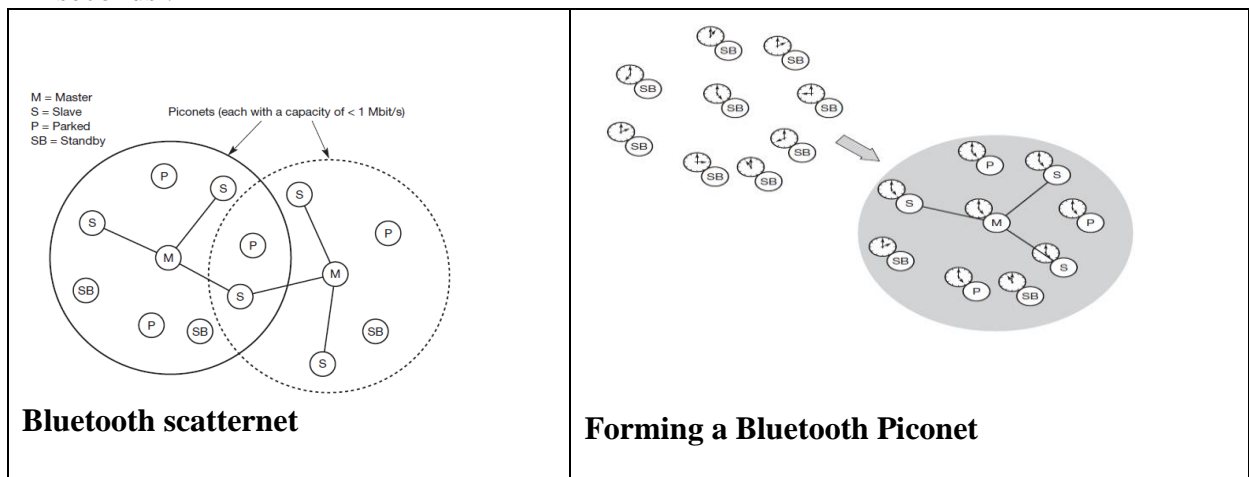 M = Master
S = Slave
P = Parked
SB = Standby
Piconets (each with a capacity of < 1 Mbit/s)
P
S
S
S
P
P
M
M
SB
S
P
SB
SB
S
Bluetooth scatternet
SB
SB
SB
SB
SB
SB
SB
SB
SB
P
S
S
M
P
SB
S
P
SB
Forming a Bluetooth Piconet